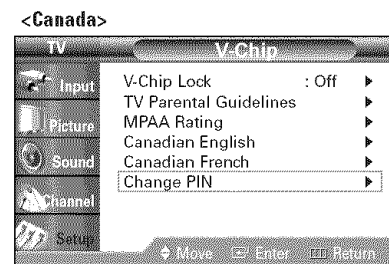 <Canada>
TV V-Chip
Input
Picture
Sound
Channel
Setup
V-Chip Lock : Off
TV Parental Guidelines
MPAA Rating
Canadian English
Canadian French
Change PIN
Move Enter Return